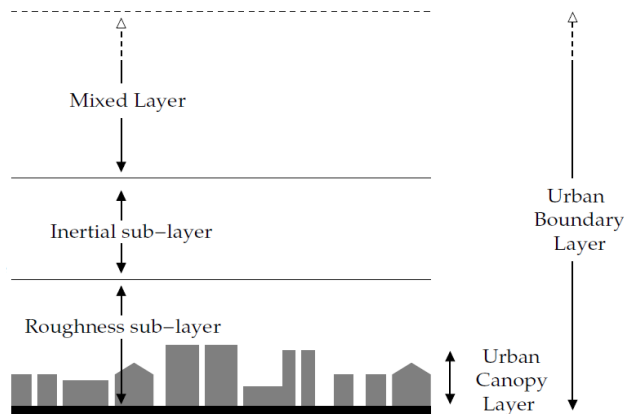 Mixed Layer
Inertial sub−layer
Roughness sub−layer
Urban
Boundary
Layer
Urban
Canopy
Layer